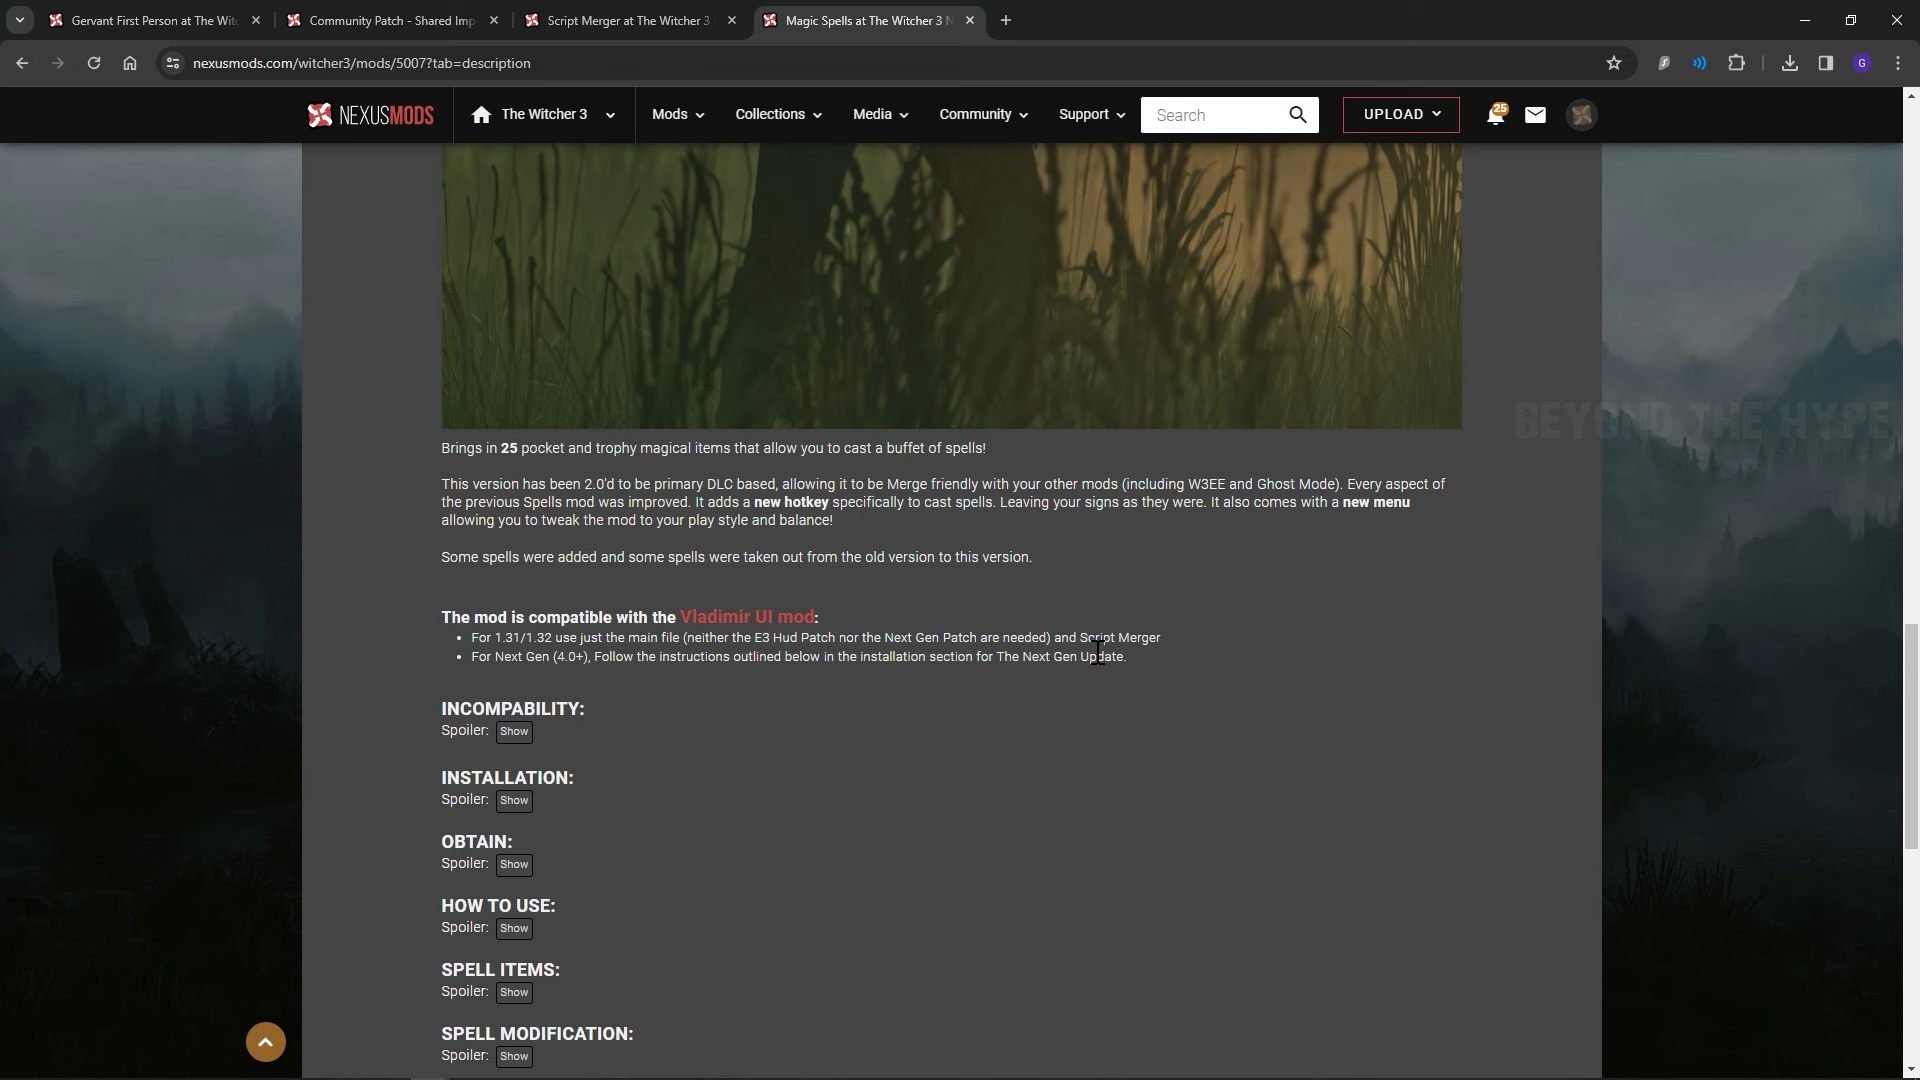 Gervant First Person at The Wit
Community Patch - Shared Imp
Script Merger at The Witcher 3
Magic Spells at The Witcher 3 N
nexusmods.com/witcher3/mods/5007?tab=description
G
NEXUSMODS
The Witcher 3
Mods
Collections
Media
Community
Support
Search
UPLOAD
25
BEYOND THE HYPE
Brings in 25 pocket and trophy magical items that allow you to cast a buffet of spells!
This version has been 2.0'd to be primary DLC based, allowing it to be Merge friendly with your other mods (including W3EE and Ghost Mode). Every aspect of
the previous Spells mod was improved. It adds a new hotkey specifically to cast spells. Leaving your signs as they were. It also comes with a new menu
allowing you to tweak the mod to your play style and balance!
Some spells were added and some spells were taken out from the old version to this version.
The mod is compatible with the Vladimir UI mod:
• For 1.31/1.32 use just the main file (neither the E3 Hud Patch nor the Next Gen Patch are needed) and Script Merger
• For Next Gen (4.0+), Follow the instructions outlined below in the installation section for The Next Gen Update.
INCOMPABILITY:
Spoiler: Show
INSTALLATION:
Spoiler: Show
OBTAIN:
Spoiler: Show
HOW TO USE:
Spoiler: Show
SPELL ITEMS:
Spoiler: Show
SPELL MODIFICATION:
Spoiler: Show